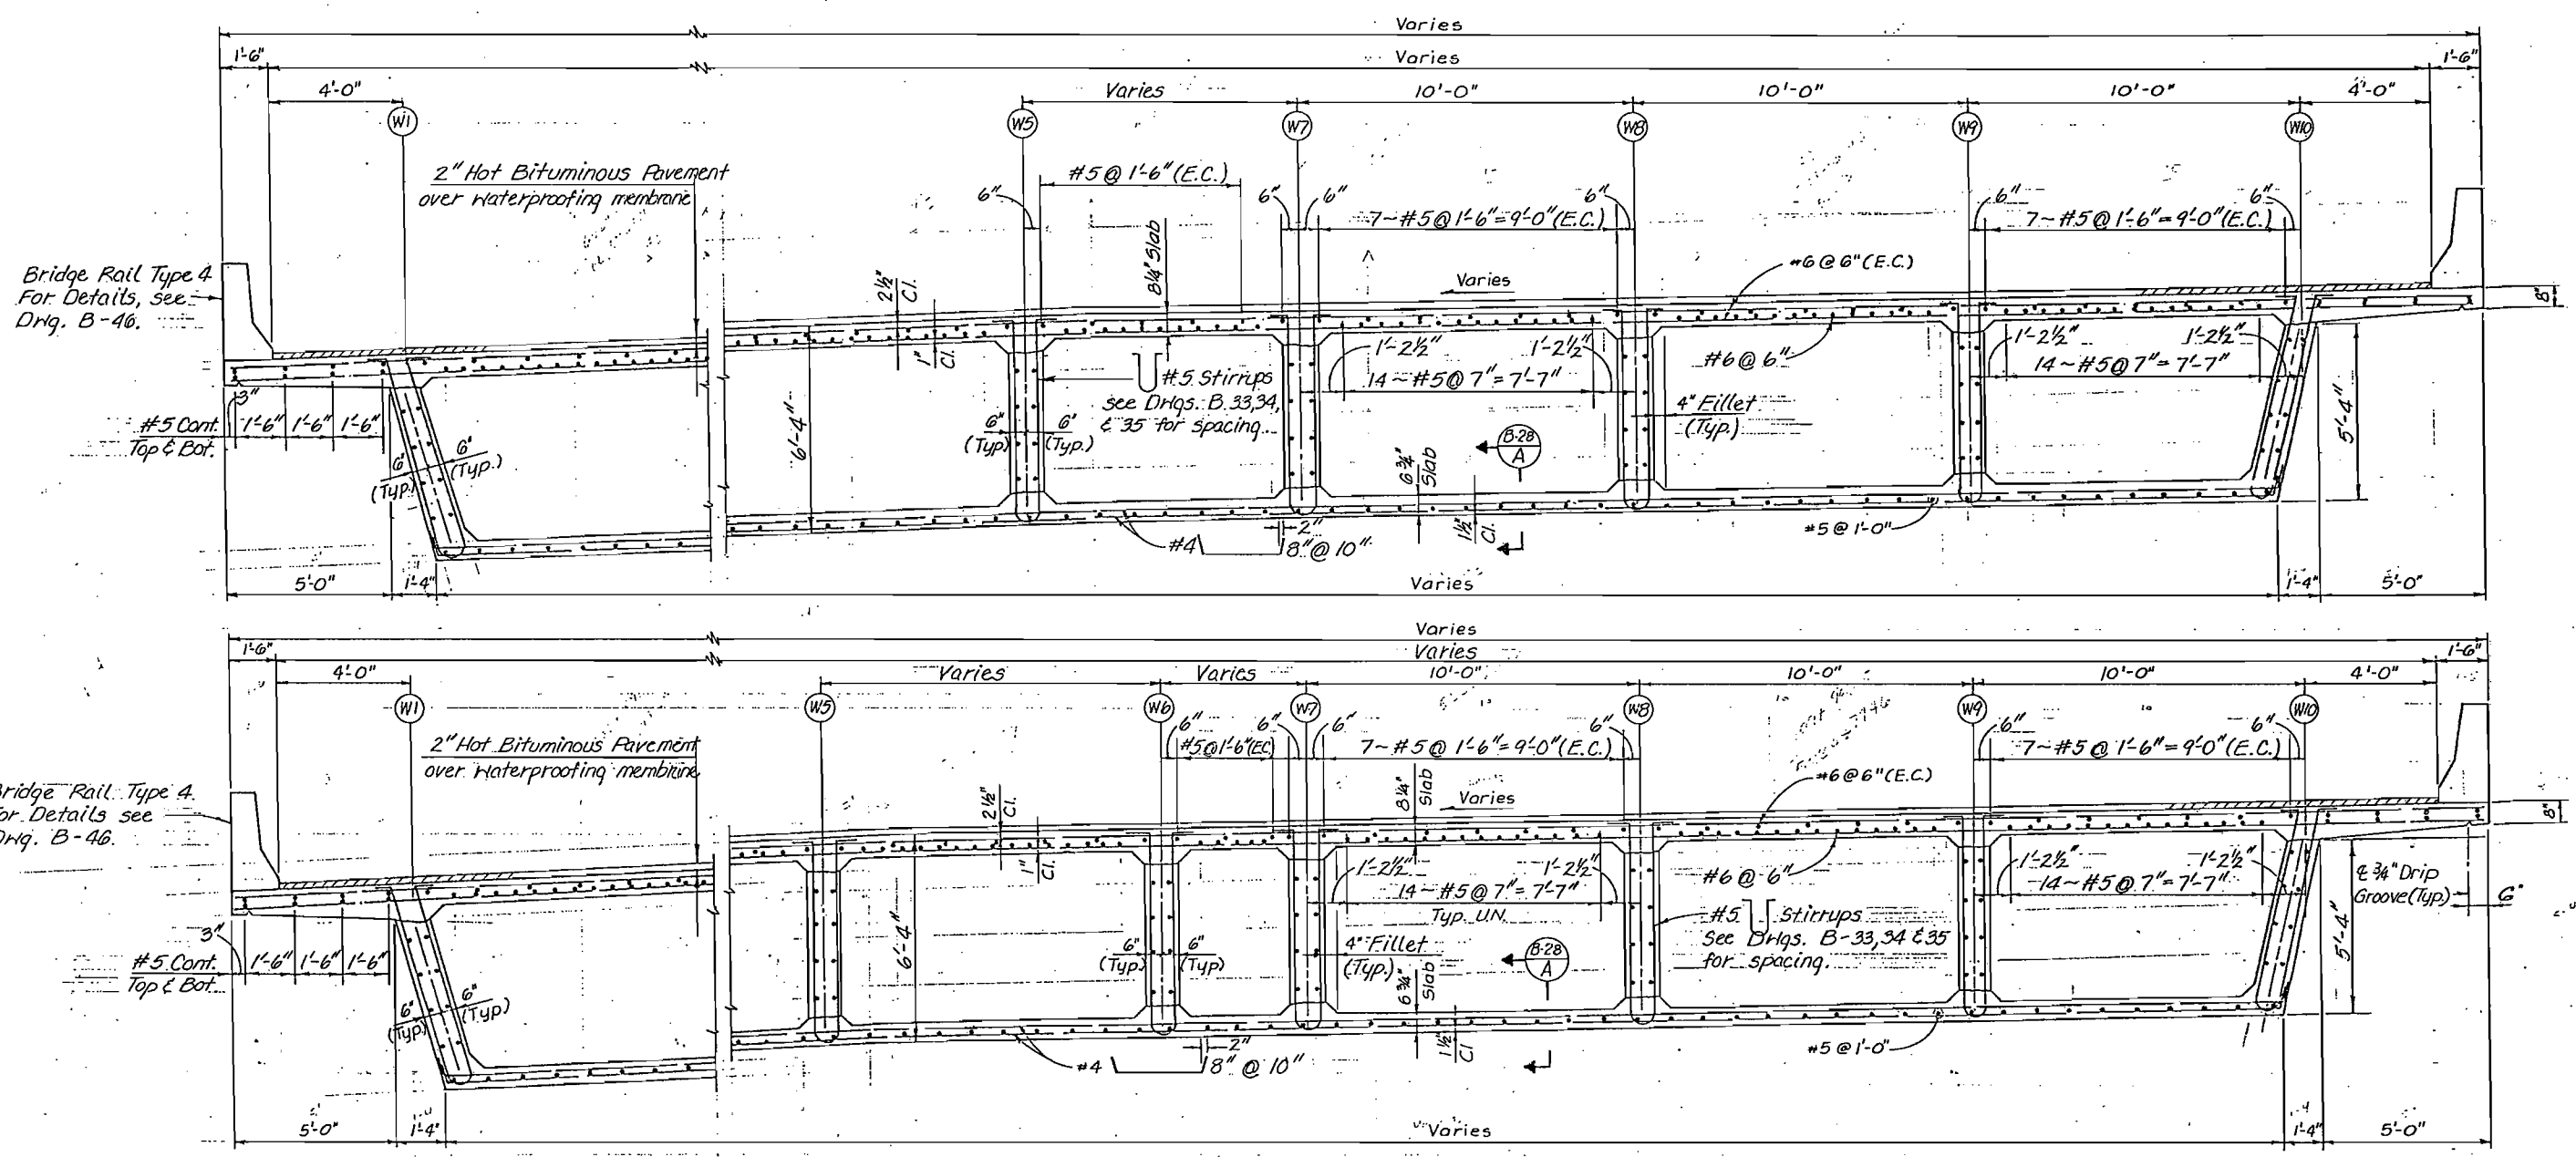 Varies
1'-6" Varies 1'-6"
4'-0" Varies 10'-0" 10'-0" 10'-0" 4'-0"
W1 W5 W7 W8 W9 W10
2" Hot Bituminous Pavement
over Waterproofing membrane
#5 @ 1'-6" (E.C.)
6" 6" 6" 6" 6" 6"
7~#5 @ 1'-6"=9'-0" (E.C.) 7~#5 @ 1'-6"=9'-0" (E.C.)
Bridge Rail Type 4
For Details, see
Drwg. B-46.
2½" Cl.
1" Cl.
8¼" Slab
Varies
#6 @ 6" (E.C.)
8"
1'-2½" 1'-2½" 1'-2½" 1'-2½"
14~#5 @ 7"=7'-7" 14~#5 @ 7"=7'-7"
#6 @ 6"
#5 Stirrups
see Drwgs. B.33,34,
& 35 for spacing
3"
#5 Cont. 1'-6" 1'-6" 1'-6"
Top & Bot.
6" (Typ.) 6" (Typ.)
6'-4"
6" (Typ.) 6" (Typ.)
4" Fillet
(Typ.)
B-28
A
5'-4"
6¾" Slab
1½" Cl.
2"
#4 8" @ 10"
#5 @ 1'-0"
5'-0" 1'-4" Varies 1'-4" 5'-0"
Varies
1'-6" Varies 1'-6"
4'-0" Varies Varies 10'-0" 10'-0" 10'-0" 4'-0"
W1 W5 W6 W7 W8 W9 W10
2" Hot Bituminous Pavement
over Waterproofing membrane
6" 6" 6" 6" 6" 6"
#5@1'-6"(EC) 7~#5 @ 1'-6"=9'-0" (E.C.) 7~#5 @ 1'-6"=9'-0" (E.C.)
Bridge Rail Type 4.
For Details see
Drwg. B-46.
2½" Cl.
1" Cl.
8¼" Slab
Varies
#6 @ 6" (E.C.)
8"
1'-2½" 1'-2½" 1'-2½" 1'-2½"
14~#5 @ 7"=7'-7" 14~#5 @ 7"=7'-7"
Typ. U.N.
#6 @ 6"
℄ ¾" Drip
Groove (Typ.) 6"
#5 Stirrups
See Drwgs. B-33,34 & 35
for spacing.
3"
#5 Cont. 1'-6" 1'-6" 1'-6"
Top & Bot.
6" (Typ.) 6" (Typ)
6'-4"
6" (Typ.) 6" (Typ)
4" Fillet
(Typ.)
B-28
A
5'-4"
6¾" Slab
1½" Cl
2"
#4 8" @ 10"
#5 @ 1'-0"
5'-0" 1'-4" Varies 1'-4" 5'-0"